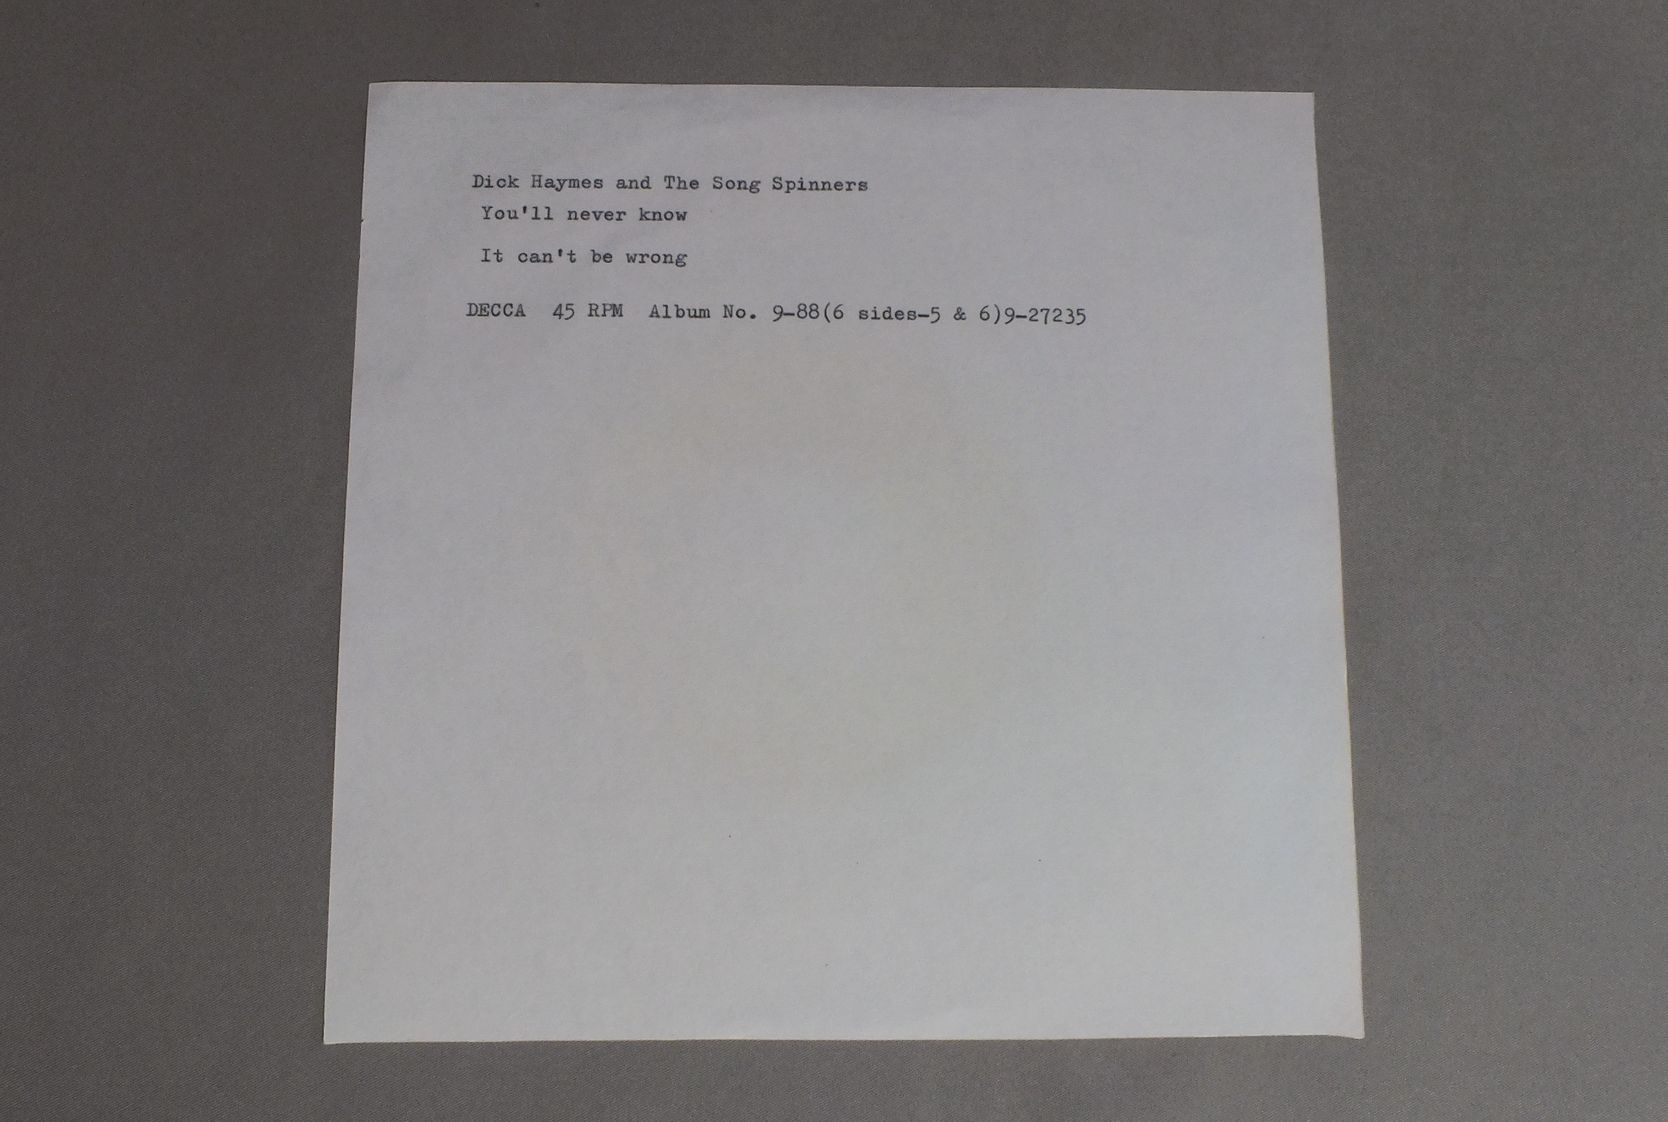 Dick Haymes and The Song Spinners
You'll never know
It can't be wrong
DECCA 45 RPM Album No. 9-88(6 sides-5 & 6)9-27235